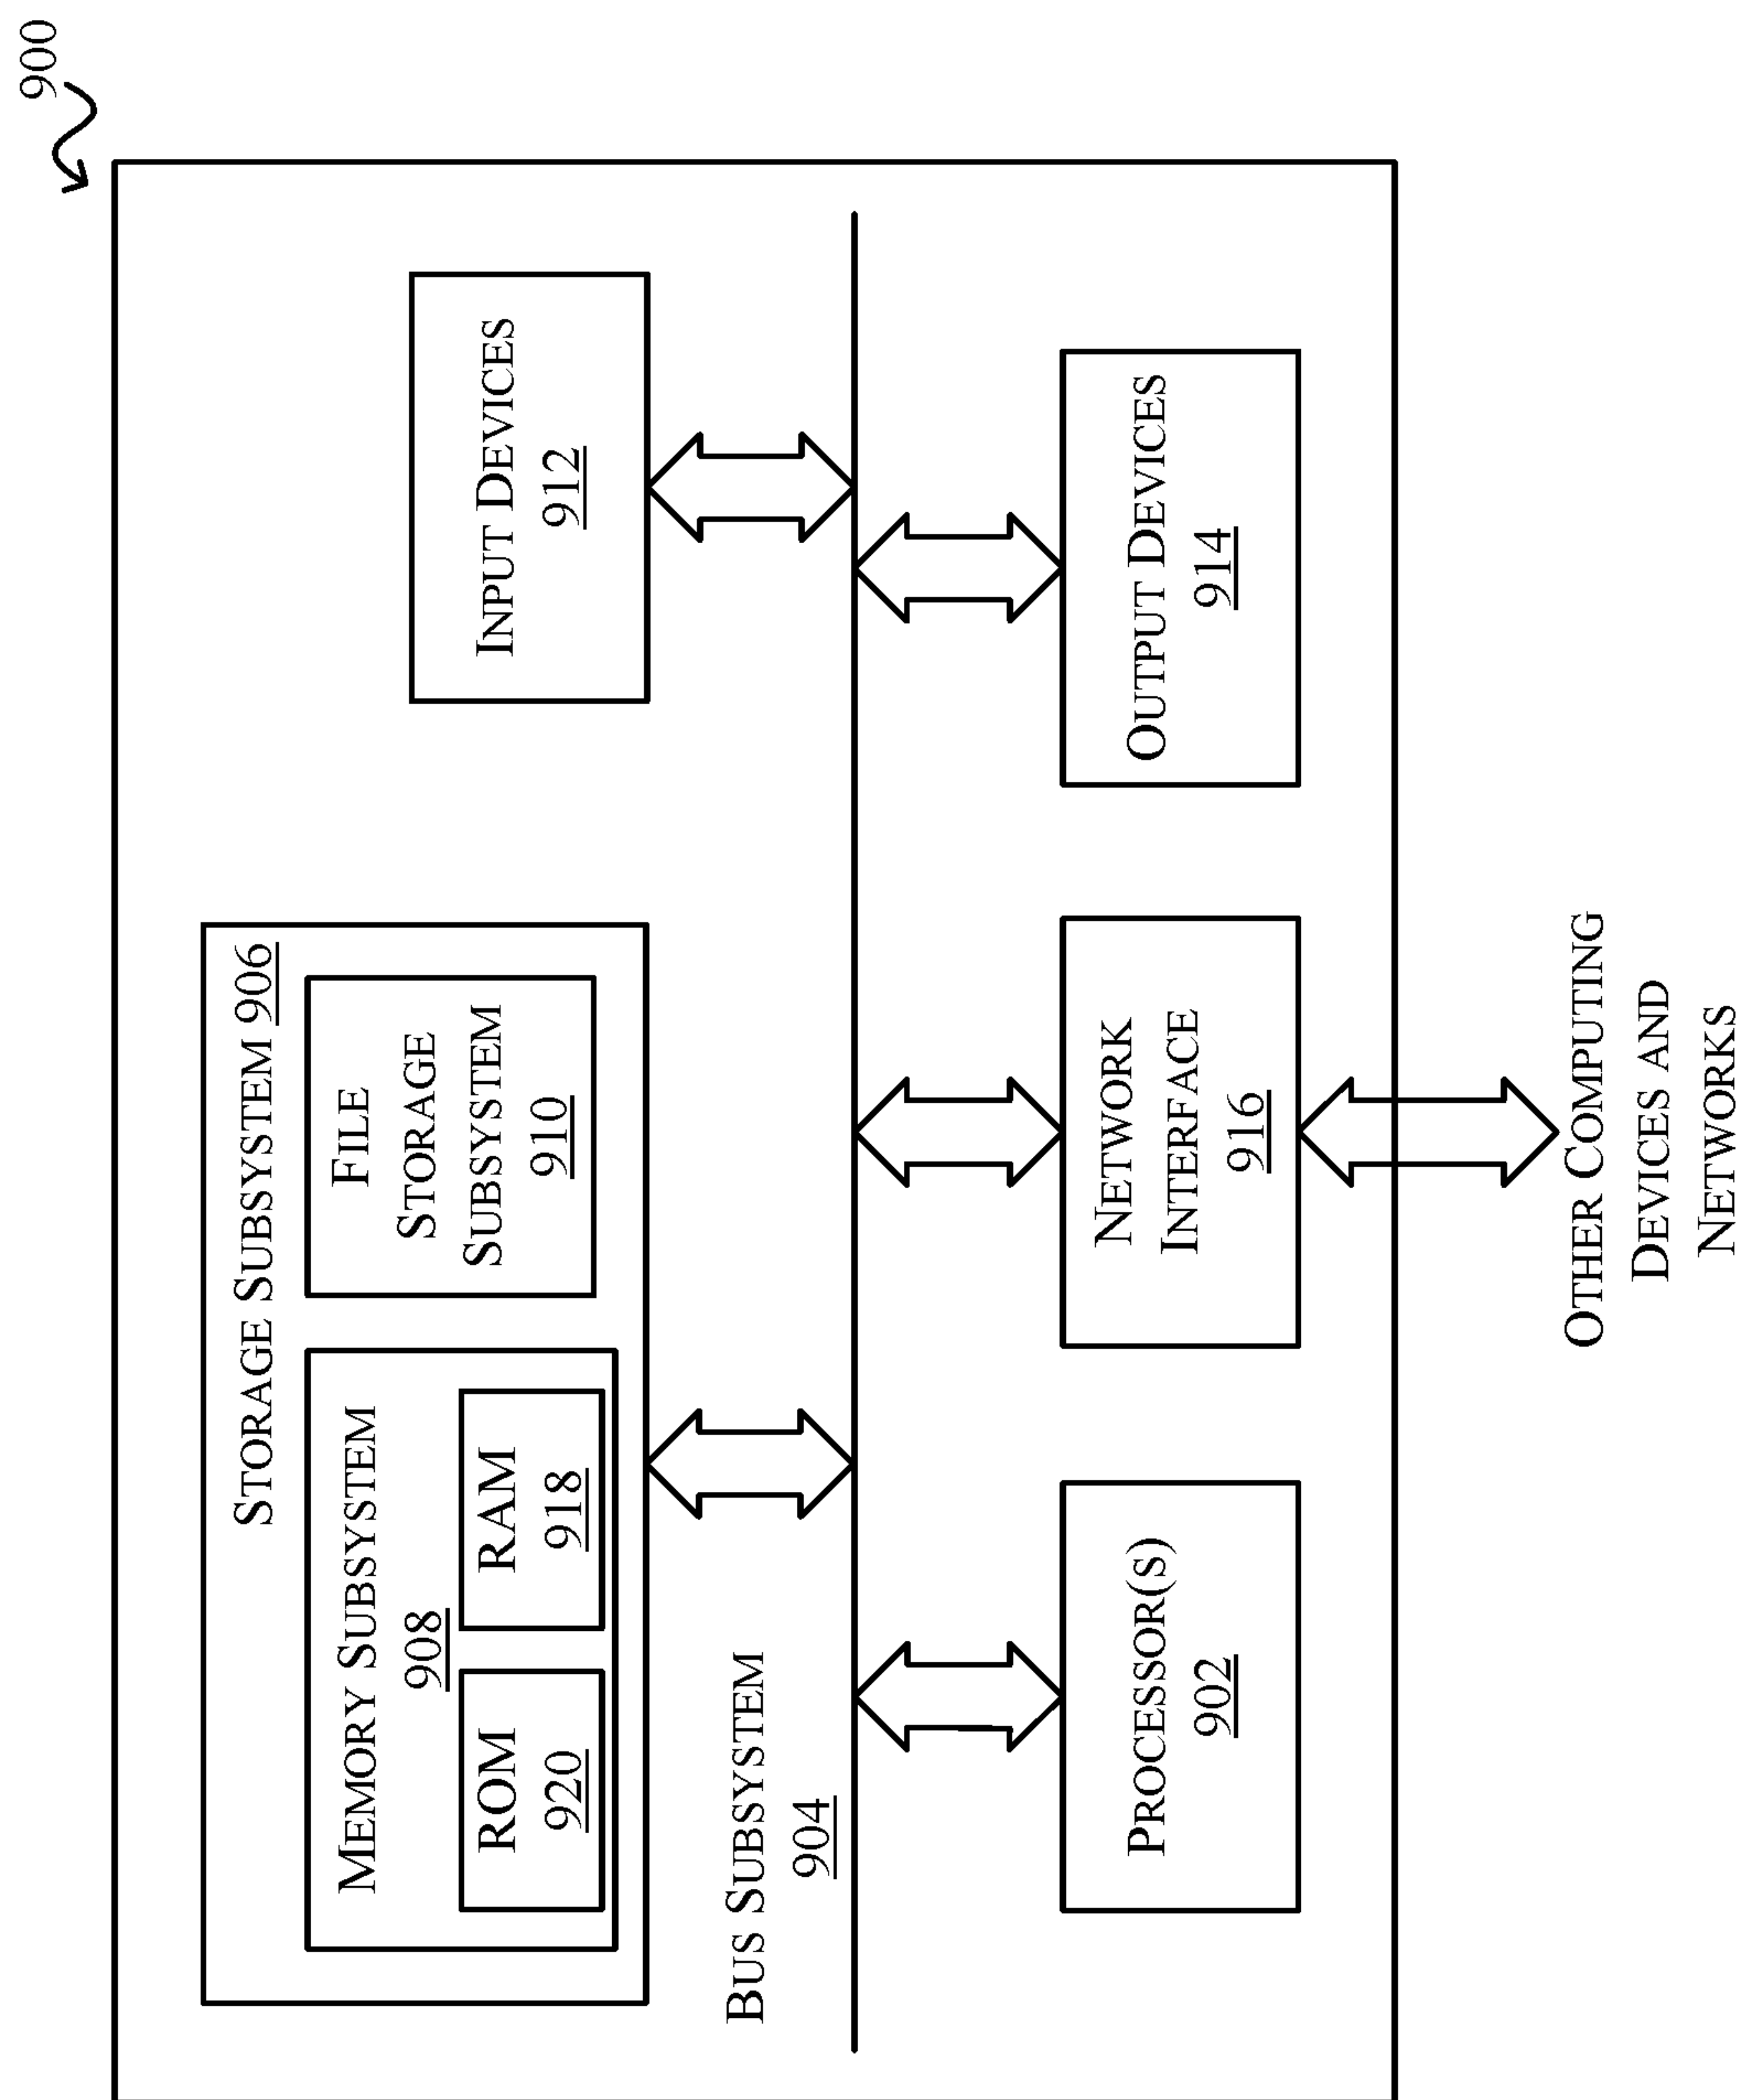 900
STORAGE SUBSYSTEM 906
MEMORY SUBSYSTEM
908
ROM
920
RAM
918
FILE
STORAGE
SUBSYSTEM
910
INPUT DEVICES
912
BUS SUBSYSTEM
904
PROCESSOR(S)
902
NETWORK
INTERFACE
916
OUTPUT DEVICES
914
OTHER COMPUTING
DEVICES AND
NETWORKS